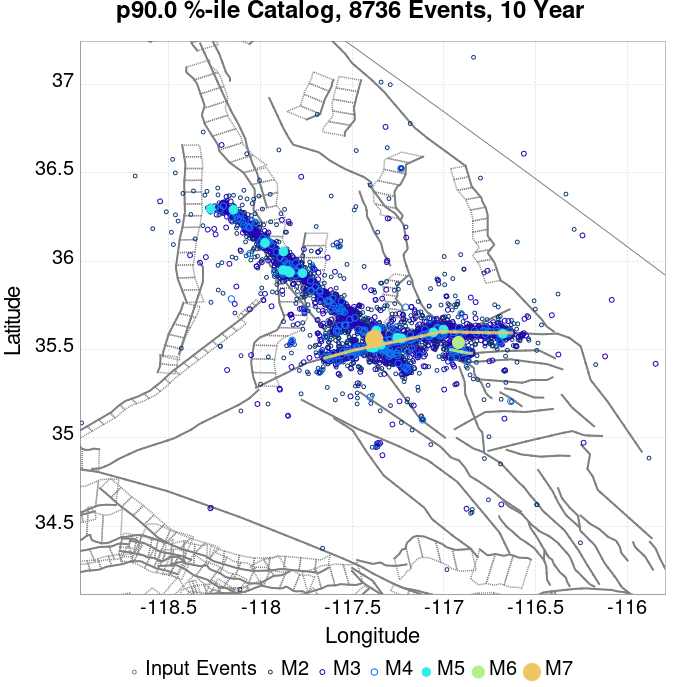 p90.0 %-ile Catalog, 8736 Events, 10 Year
37
36.5
36
35.5
35
34.5
Latitude
-118.5 -118 -117.5 -117 -116.5 -116
Longitude
Input Events M2 M3 M4 M5 M6 M7